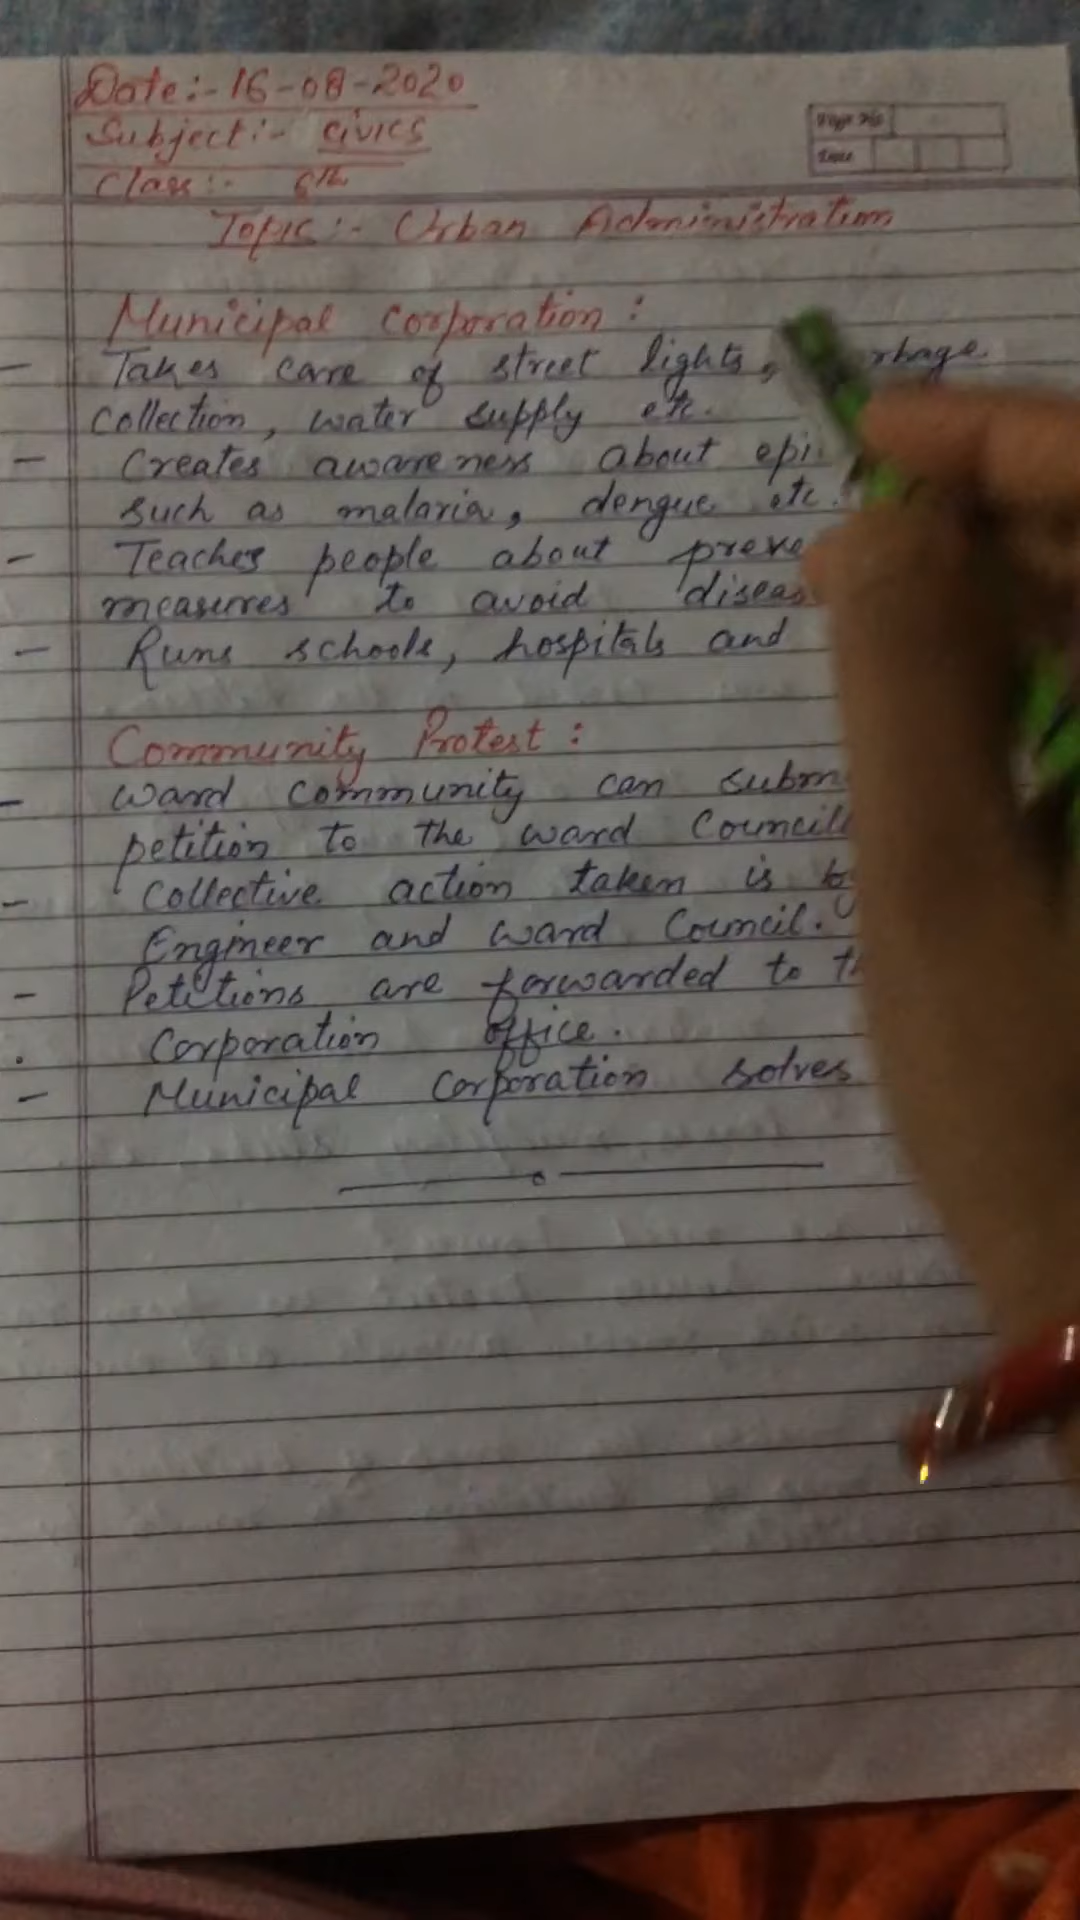 Date:- 16-08-2020
Subject:- Civics
Class:- 6th
Topic:- Urban Administration
Municipal Corporation:
- Takes care of street lights,
collection, water supply etc.
- Creates awareness about
such as malaria, dengue etc.
- Teaches people about
measures to avoid
- Runs schools, hospitals and
Community Protest:
- Ward community can
petition to the ward
- Collective action taken is
Engineer and ward Council.
- Petitions are forwarded to
Corporation office.
- Municipal Corporation solves